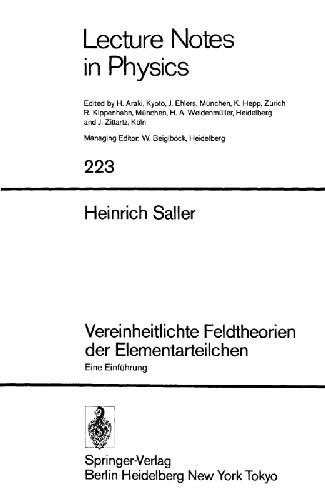 Lecture Notes
in Physics
Edited by H. Araki, Kyoto, J. Ehlers, München, K. Hepp, Zürich
R. Kippenhahn, München, H. A. Weidenmüller, Heidelberg
and J. Zittartz, Köln
Managing Editor: W. Beiglböck, Heidelberg
223
Heinrich Saller
Vereinheitlichte Feldtheorien
der Elementarteilchen
Eine Einführung
Springer-Verlag
Berlin Heidelberg New York Tokyo